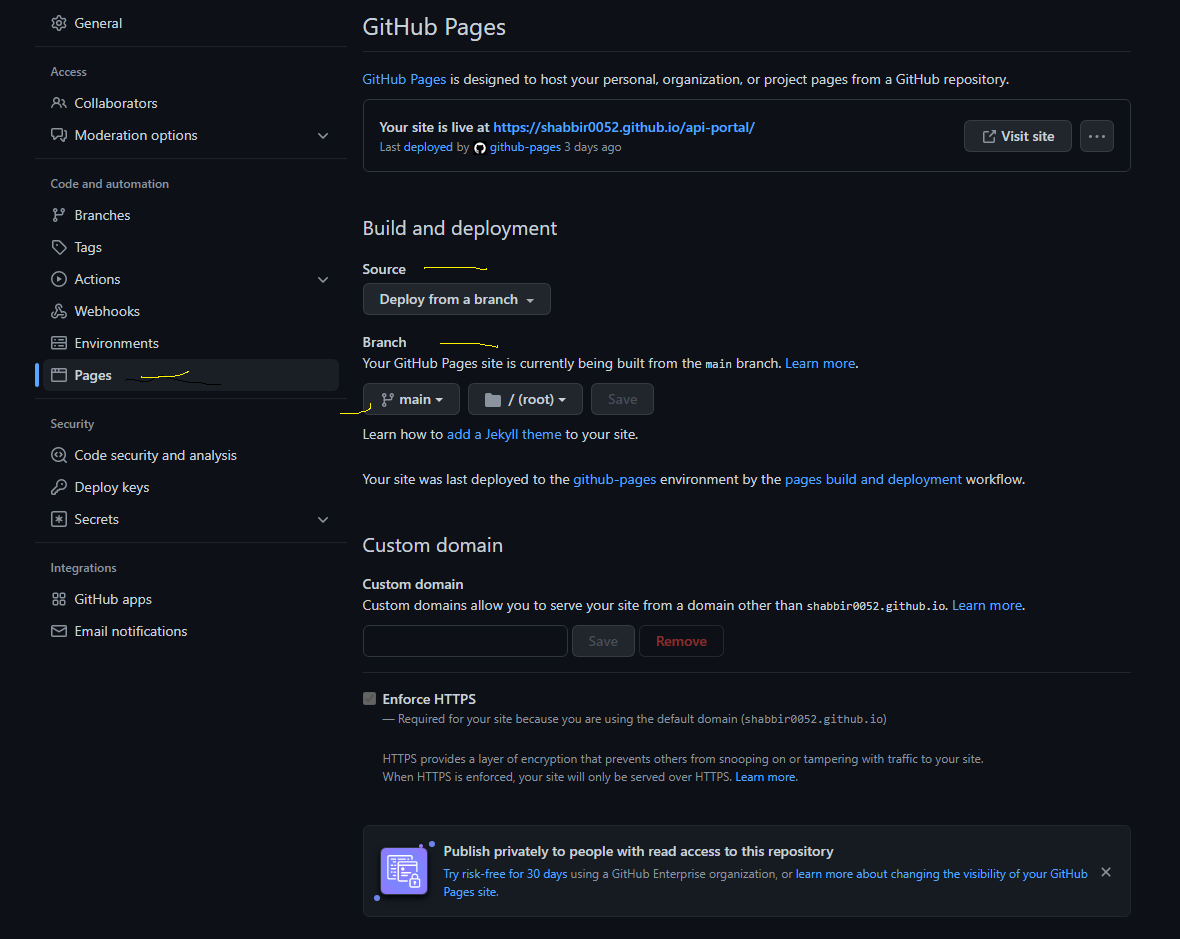 General
Access
Collaborators
Moderation options
Code and automation
Branches
Tags
Actions
Webhooks
Environments
Pages
Security
Code security and analysis
Deploy keys
Secrets
Integrations
GitHub apps
Email notifications
GitHub Pages
GitHub Pages is designed to host your personal, organization, or project pages from a GitHub repository.
Your site is live at https://shabbir0052.github.io/api-portal/
Last deployed by github-pages 3 days ago
Visit site
Build and deployment
Source
Deploy from a branch
Branch
Your GitHub Pages site is currently being built from the main branch. Learn more.
main / (root) Save
Learn how to add a Jekyll theme to your site.
Your site was last deployed to the github-pages environment by the pages build and deployment workflow.
Custom domain
Custom domain
Custom domains allow you to serve your site from a domain other than shabbir0052.github.io. Learn more.
Save Remove
Enforce HTTPS
— Required for your site because you are using the default domain (shabbir0052.github.io)
HTTPS provides a layer of encryption that prevents others from snooping on or tampering with traffic to your site.
When HTTPS is enforced, your site will only be served over HTTPS. Learn more.
Publish privately to people with read access to this repository
Try risk-free for 30 days using a GitHub Enterprise organization, or learn more about changing the visibility of your GitHub
Pages site.